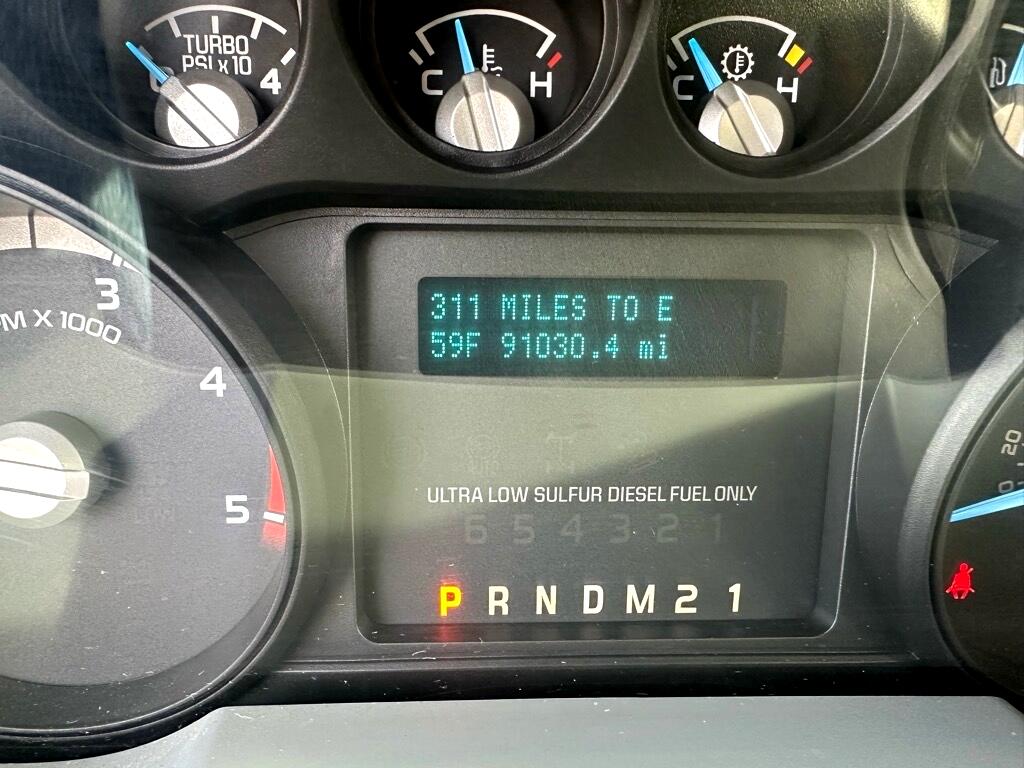 TURBO
PSI x 10
4
C H
C H
3
M X 1000
4
5
311 MILES TO E
59F 91030.4 mi
ULTRA LOW SULFUR DIESEL FUEL ONLY
6 5 4 3 2 1
P R N D M 2 1
20